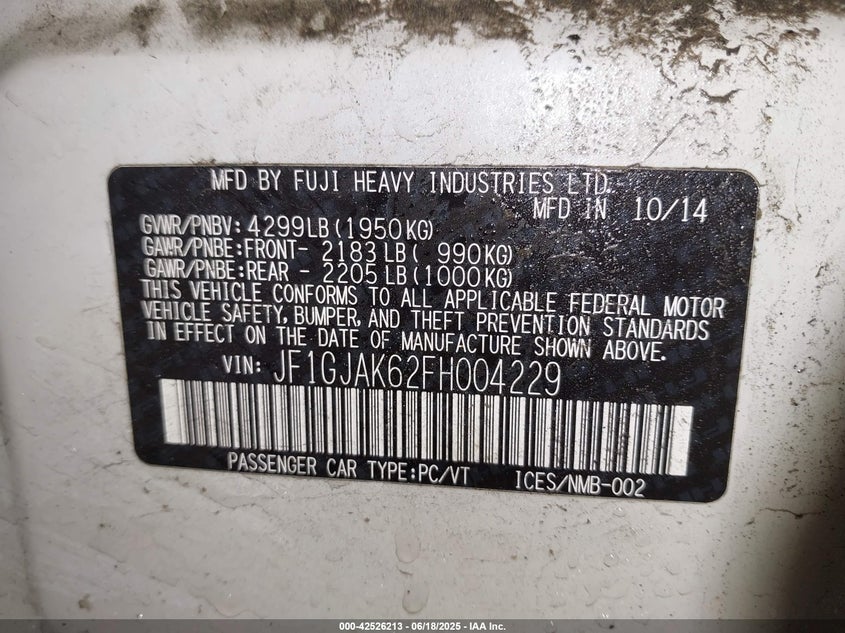 MFD BY FUJI HEAVY INDUSTRIES LTD.
MFD IN 10/14
GVWR/PNBV: 4299LB(1950KG)
GAWR/PNBE:FRONT- 2183LB( 990KG)
GAWR/PNBE:REAR - 2205LB(1000KG)
THIS VEHICLE CONFORMS TO ALL APPLICABLE FEDERAL MOTOR
VEHICLE SAFETY, BUMPER, AND THEFT PREVENTION STANDARDS
IN EFFECT ON THE DATE OF MANUFACTURE SHOWN ABOVE.
VIN: JF1GJAK62FH004229
PASSENGER CAR TYPE:PC/VT ICES/NMB-002
000-42526213 - 06/18/2025 - IAA Inc.